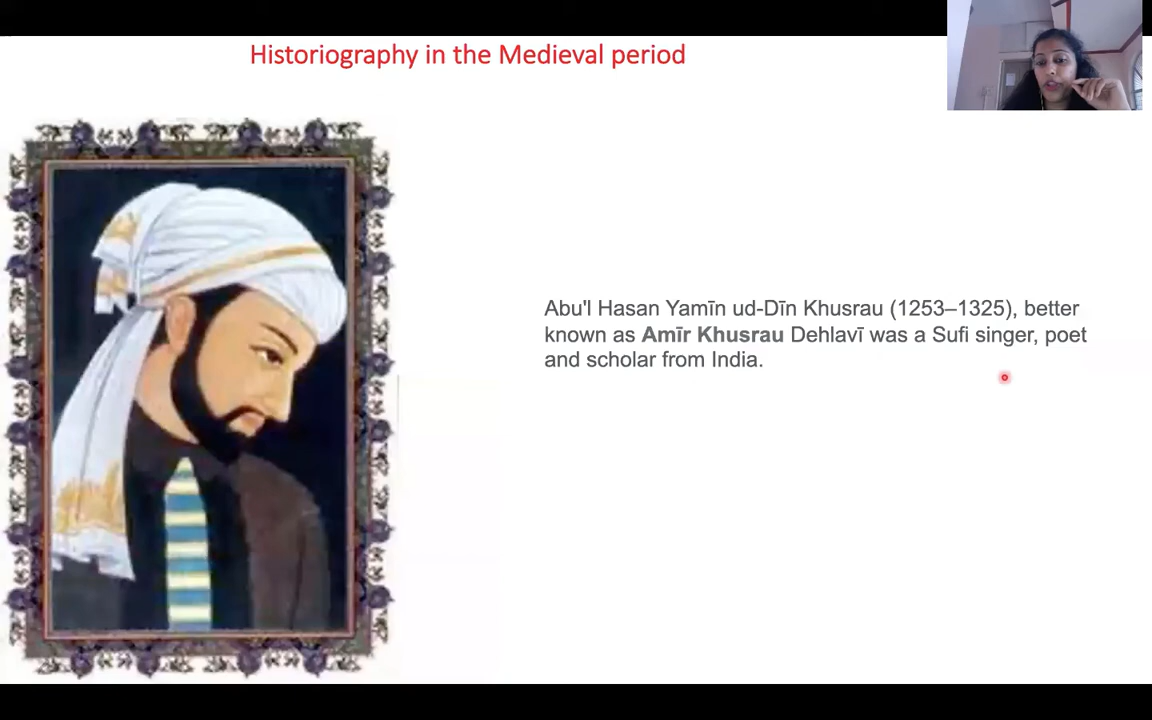 Historiography in the Medieval period
Abu'l Hasan Yamīn ud-Dīn Khusrau (1253–1325), better
known as Amīr Khusrau Dehlavī was a Sufi singer, poet
and scholar from India.